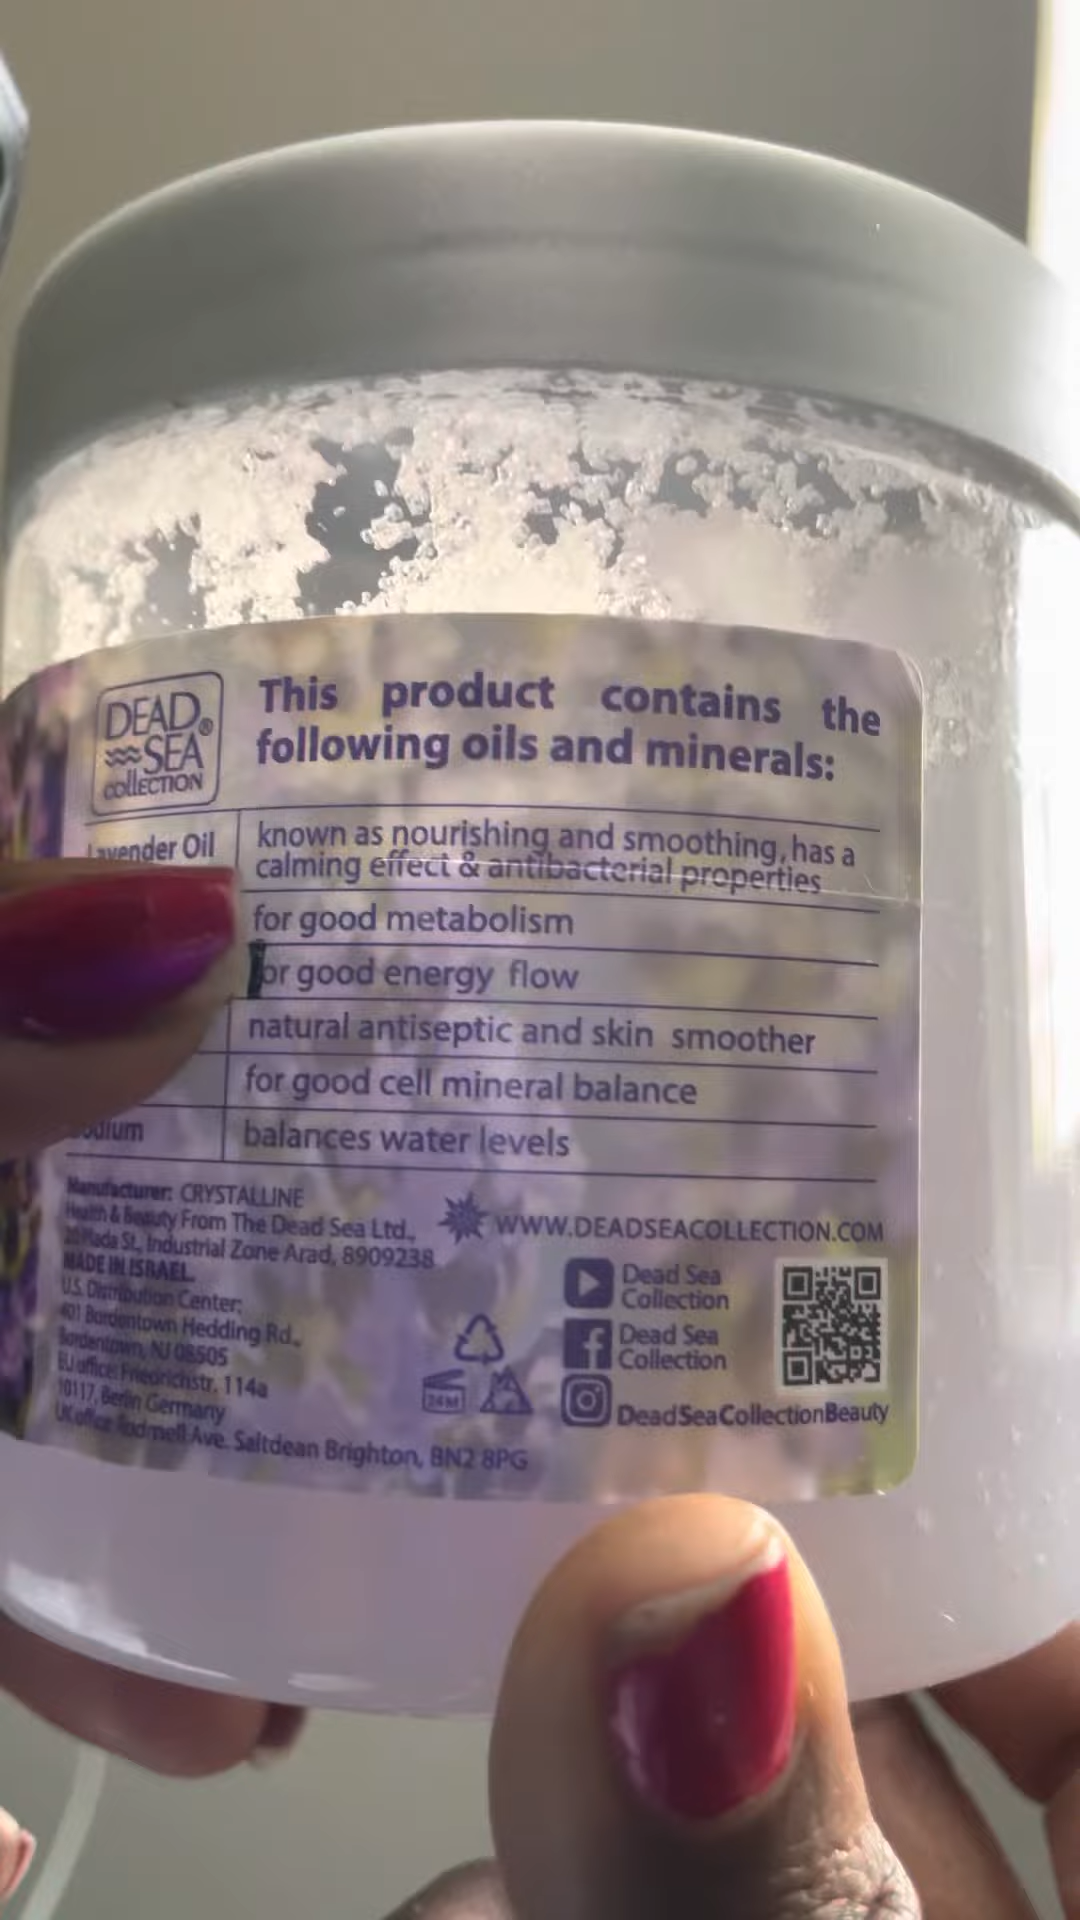 DEAD
SEA®
collECTION
This product contains the
following oils and minerals:
Lavender Oil
known as nourishing and smoothing, has a
calming effect & antibacterial properties
for good metabolism
or good energy flow
natural antiseptic and skin smoother
for good cell mineral balance
odium
balances water levels
Manufacturer: CRYSTALLINE
Health & Beauty From The Dead Sea Ltd.,
20 Plada St., Industrial Zone Arad, 8909238
MADE IN ISRAEL.
U.S. Distribution Center:
401 Bordentown Hedding Rd.,
Bordentown, NJ 08505
EU office: Friedrichstr. 114a
10117, Berlin Germany
UK office: Rodmell Ave. Saltdean Brighton, BN2 8PG
24M
WWW.DEADSEACOLLECTION.COM
Dead Sea
Collection
Dead Sea
Collection
DeadSeaCollectionBeauty